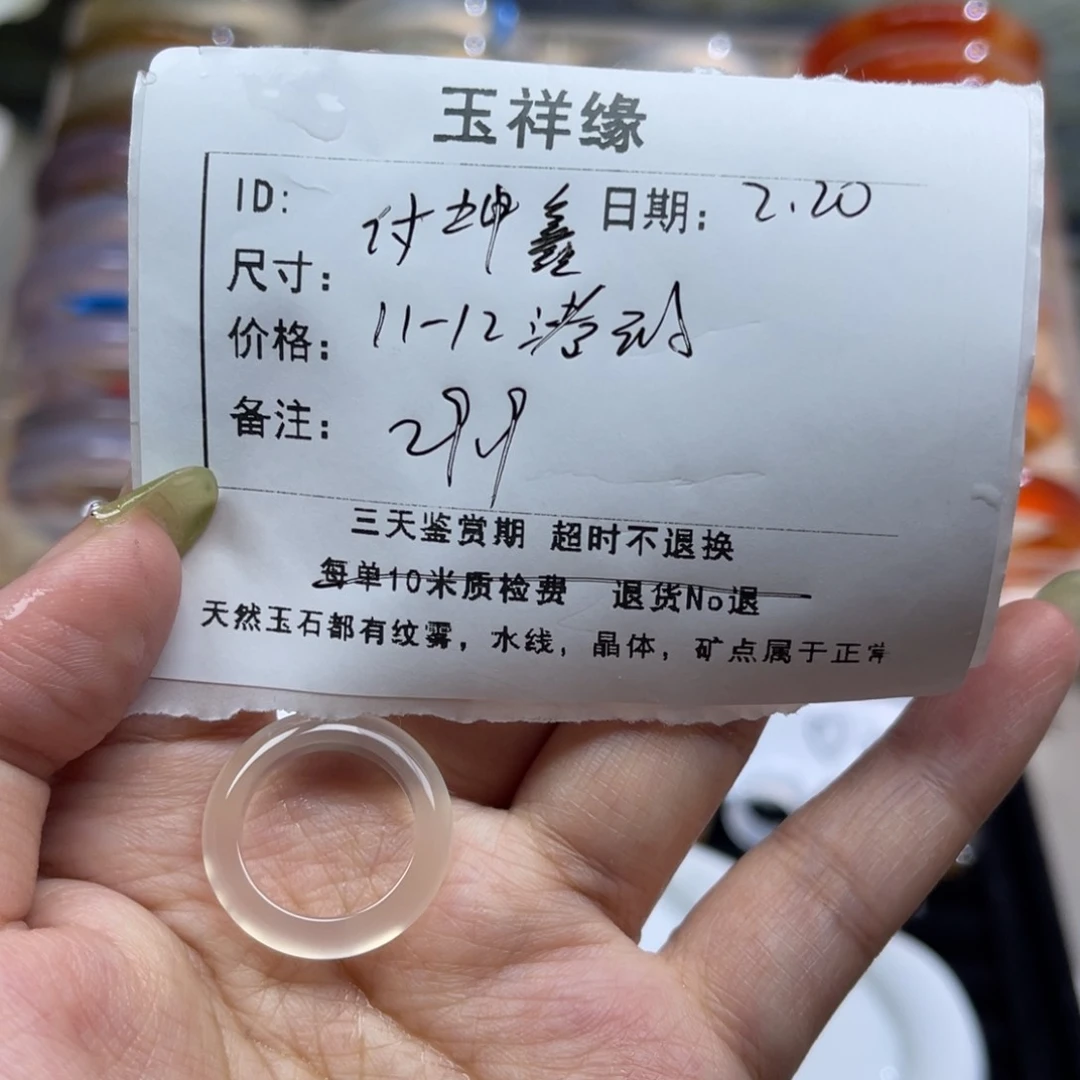 玉祥缘
ID: 付坤鑫 日期: 2.20
尺寸:
价格: 11-12
备注: 299
三天鉴赏期 超时不退换
每单10米质检费 退货No退
天然玉石都有纹雾,水线,晶体,矿点属于正常